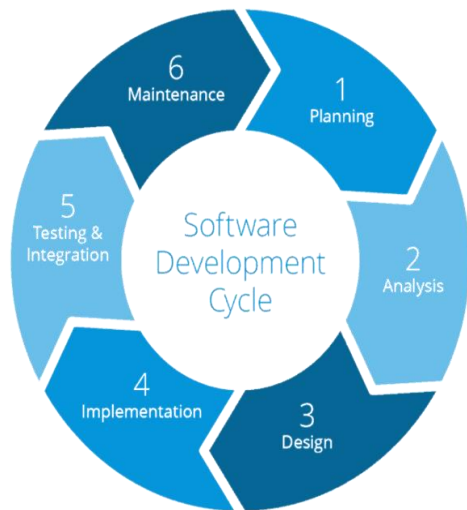 Software
Development
Cycle
1
Planning
2
Analysis
3
Design
4
Implementation
5
Testing &
Integration
6
Maintenance